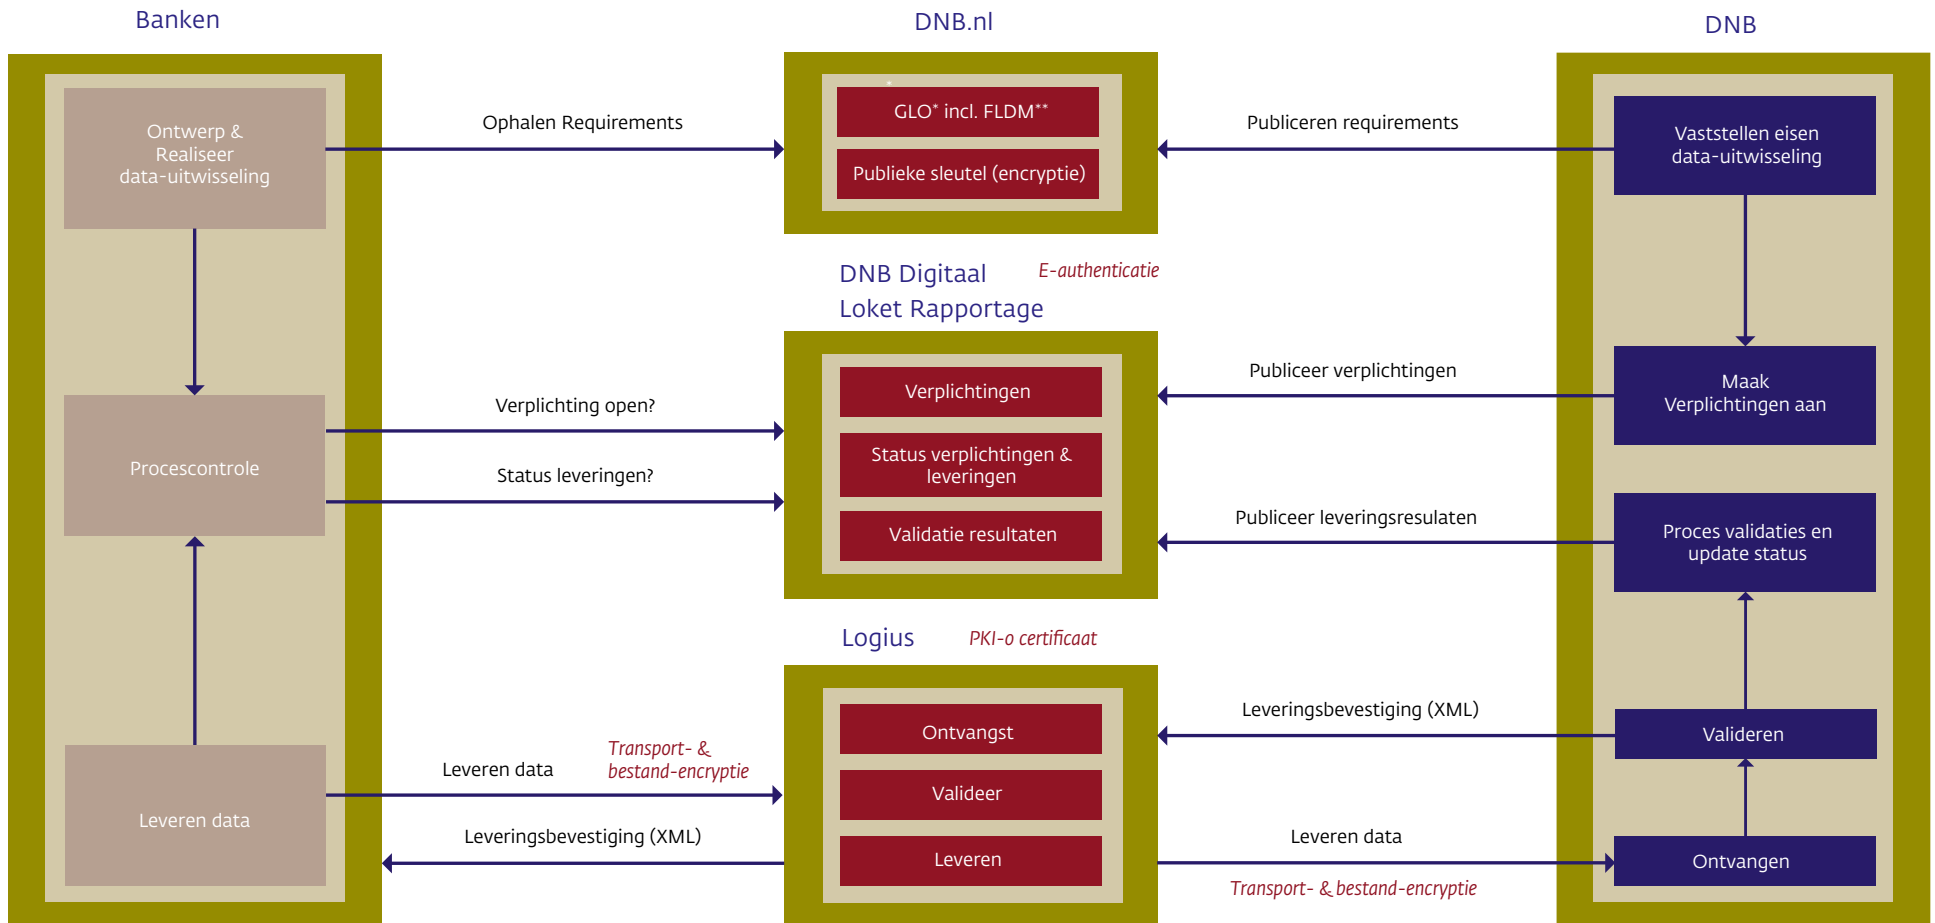 Banken
DNB.nl
DNB
Ontwerp &
Realiseer
data-uitwisseling
Ophalen Requirements
GLO* incl. FLDM**
Publieke sleutel (encryptie)
Publiceren requirements
Vaststellen eisen
data-uitwisseling
DNB Digitaal
Loket Rapportage
E-authenticatie
Procescontrole
Verplichting open?
Status leveringen?
Verplichtingen
Status verplichtingen &
leveringen
Validatie resultaten
Publiceer verplichtingen
Maak
Verplichtingen aan
Publiceer leveringsresulaten
Proces validaties en
update status
Logius
PKI-o certificaat
Leveren data
Leveren data
Transport- &
bestand-encryptie
Leveringsbevestiging (XML)
Ontvangst
Valideer
Leveren
Leveringsbevestiging (XML)
Valideren
Leveren data
Transport- & bestand-encryptie
Ontvangen